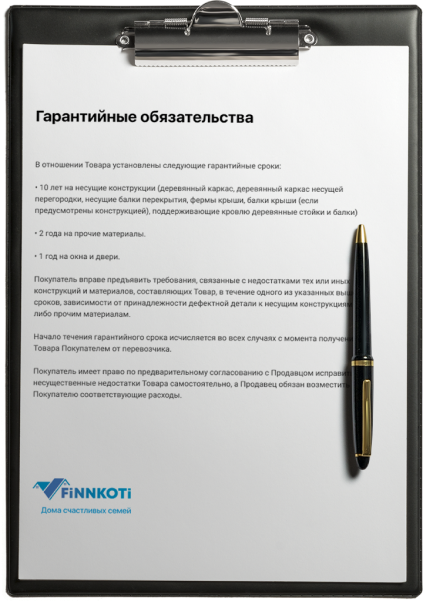 Гарантийные обязательства
В отношении Товара установлены следующие гарантийные сроки:
• 10 лет на несущие конструкции (деревянный каркас, деревянный каркас несущей
перегородки, несущие балки перекрытия, фермы крыши, балки крыши (если
предусмотрены конструкцией), поддерживающие кровлю деревянные стойки и балки)
• 2 года на прочие материалы.
• 1 год на окна и двери.
Покупатель вправе предъявить требования, связанные с недостатками тех или иных
конструкций и материалов, составляющих Товар, в течение одного из указанных
сроков, зависимости от принадлежности дефектной детали к несущим конструкциям
либо прочим материалам.
Начало течения гарантийного срока исчисляется во всех случаях с момента
Товара Покупателем от перевозчика.
Покупатель имеет право по предварительному согласованию с Продавцом
несущественные недостатки Товара самостоятельно, а Продавец обязан возместить
Покупателю соответствующие расходы.
FiNNKOTi
Дома счастливых семей